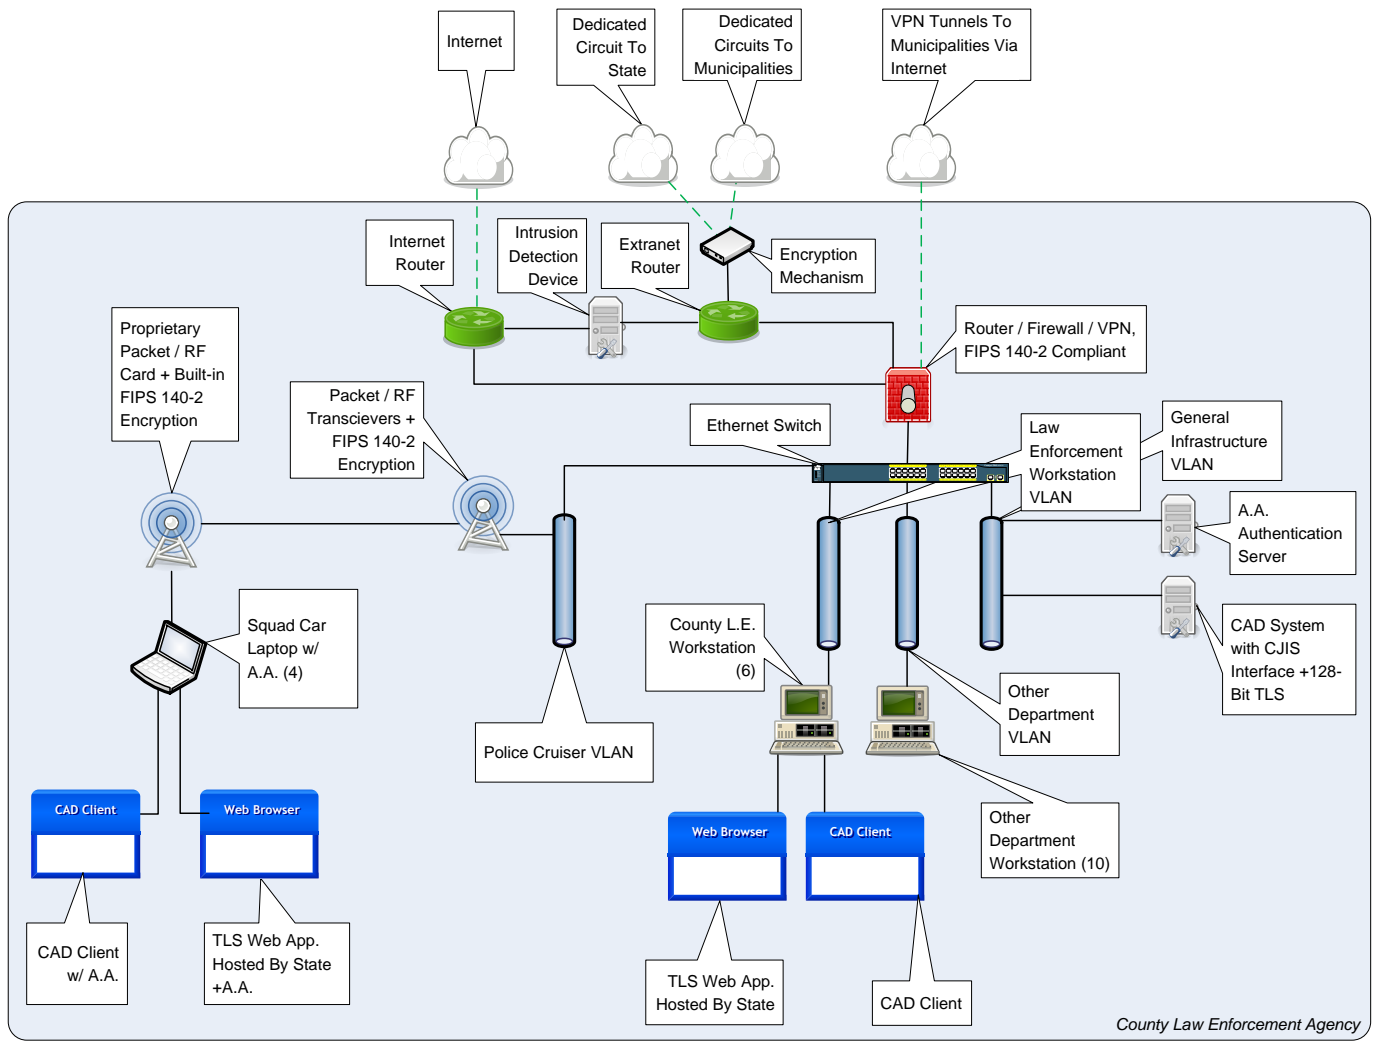 Internet
Dedicated
Circuit To
State
Dedicated
Circuits To
Municipalities
VPN Tunnels To
Municipalities Via
Internet
Internet
Router
Intrusion
Detection
Device
Extranet
Router
Encryption
Mechanism
Proprietary
Packet / RF
Card + Built-in
FIPS 140-2
Encryption
Packet / RF
Transcievers +
FIPS 140-2
Encryption
Router / Firewall / VPN,
FIPS 140-2 Compliant
Ethernet Switch
Law
Enforcement
Workstation
VLAN
General
Infrastructure
VLAN
A.A.
Authentication
Server
Squad Car
Laptop w/
A.A. (4)
County L.E.
Workstation
(6)
CAD System
with CJIS
Interface +128-
Bit TLS
Police Cruiser VLAN
Other
Department
VLAN
CAD Client
Web Browser
Web Browser
CAD Client
Other
Department
Workstation (10)
CAD Client
w/ A.A.
TLS Web App.
Hosted By State
+A.A.
TLS Web App.
Hosted By State
CAD Client
County Law Enforcement Agency